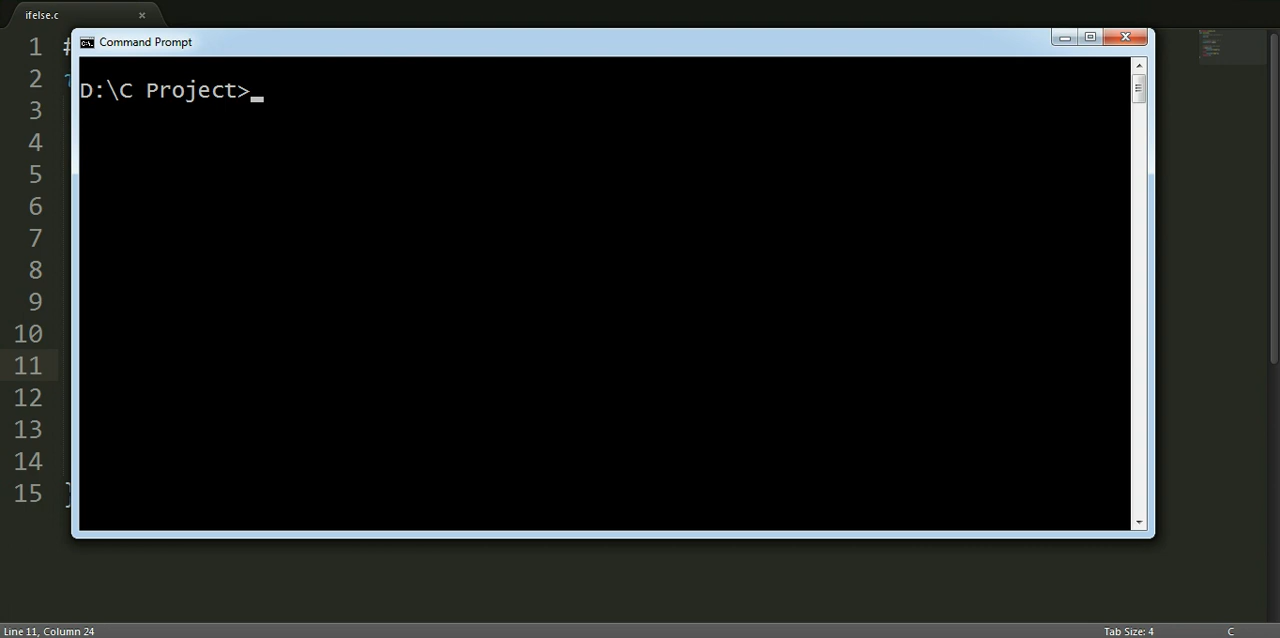 ifelse.c
Command Prompt
D:\C Project>
1 #
2
3
4
5
6
7
8
9
10
11
12
13
14
15 }
Line 11, Column 24
Tab Size: 4
C